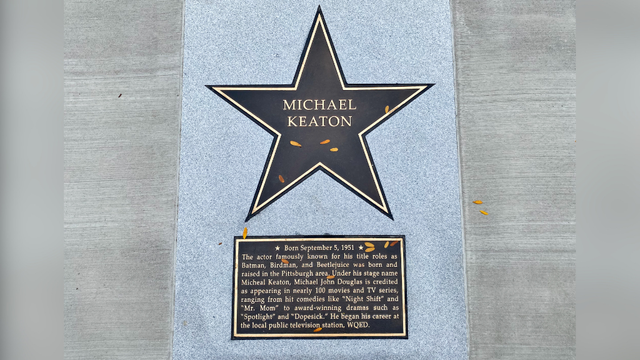 MICHAEL
KEATON
★ Born September 5, 1951 ★
The actor famously known for his title roles as
Batman, Birdman, and Beetlejuice was born and
raised in the Pittsburgh area. Under his stage name
Micheal Keaton, Michael John Douglas is credited
as appearing in nearly 100 movies and TV series,
ranging from hit comedies like "Night Shift" and
"Mr. Mom" to award-winning dramas such as
"Spotlight" and "Dopesick." He began his career at
the local public television station, WQED.